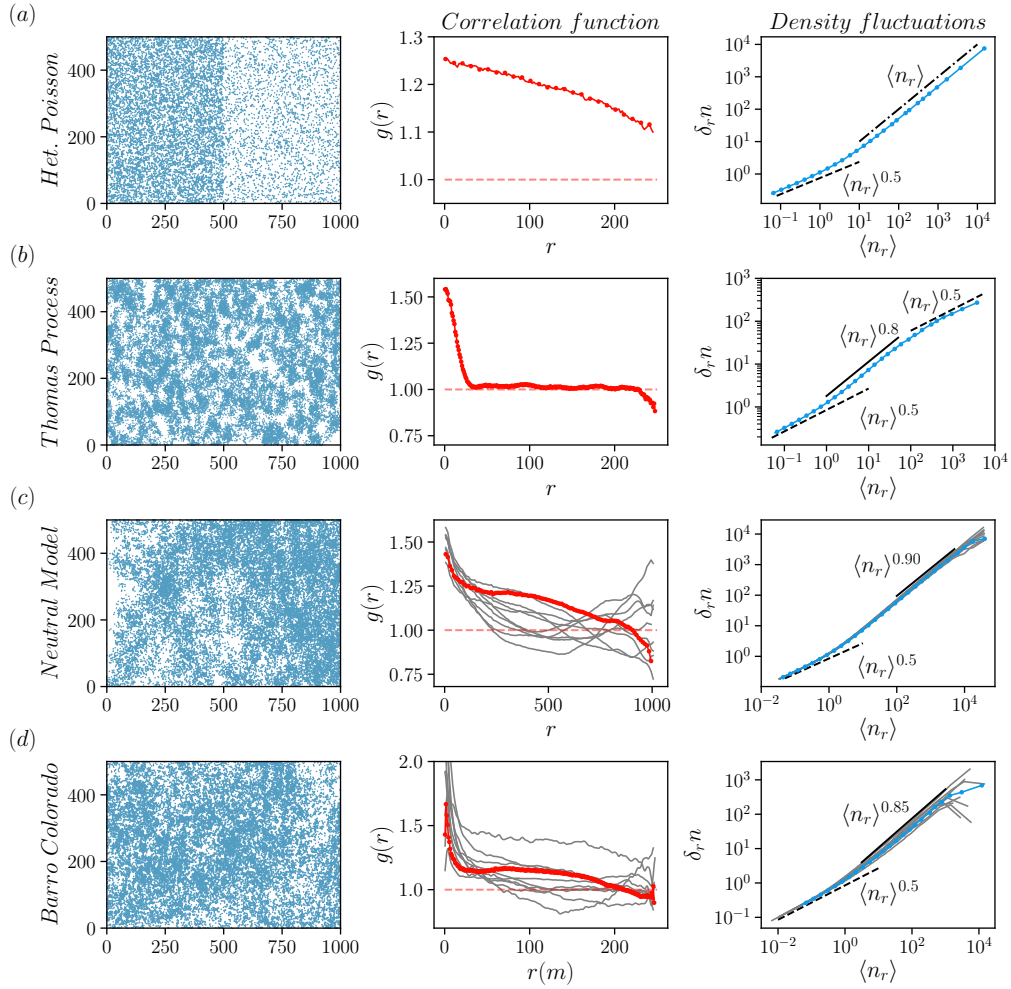 (a)
Correlation function
Density fluctuations
Het. Poisson
400
200
0
0 250 500 750 1000
g(r)
1.3
1.2
1.1
1.0
0 200
r
δ_r n
10^4
10^3
10^2
10^1
10^0
⟨n_r⟩
⟨n_r⟩^0.5
10^−1 10^0 10^1 10^2 10^3 10^4
⟨n_r⟩
(b)
Thomas Process
400
200
0
0 250 500 750 1000
g(r)
1.50
1.25
1.00
0.75
0 200
r
δ_r n
10^3
10^2
10^1
10^0
⟨n_r⟩^0.5
⟨n_r⟩^0.8
⟨n_r⟩^0.5
10^−1 10^0 10^1 10^2 10^3 10^4
⟨n_r⟩
(c)
Neutral Model
400
200
0
0 250 500 750 1000
g(r)
1.50
1.25
1.00
0.75
0 500 1000
r
δ_r n
10^4
10^3
10^2
10^1
10^0
⟨n_r⟩^0.90
⟨n_r⟩^0.5
10^−2 10^0 10^2 10^4
⟨n_r⟩
(d)
Barro Colorado
400
200
0
0 250 500 750 1000
g(r)
2.0
1.5
1.0
0 200
r(m)
δ_r n
10^3
10^1
10^−1
⟨n_r⟩^0.85
⟨n_r⟩^0.5
10^−2 10^0 10^2 10^4
⟨n_r⟩